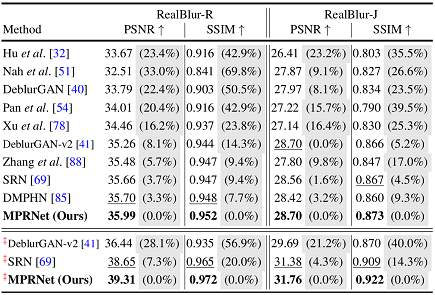 RealBlur-R RealBlur-J
Method PSNR ↑ SSIM ↑ PSNR ↑ SSIM ↑
Hu et al. [32] 33.67 (23.4%) 0.916 (42.9%) 26.41 (23.2%) 0.803 (35.5%)
Nah et al. [51] 32.51 (33.0%) 0.841 (69.8%) 27.87 (9.1%) 0.827 (26.6%)
DeblurGAN [40] 33.79 (22.4%) 0.903 (50.5%) 27.97 (8.1%) 0.834 (23.5%)
Pan et al. [54] 34.01 (20.4%) 0.916 (42.9%) 27.22 (15.7%) 0.790 (39.5%)
Xu et al. [78] 34.46 (16.2%) 0.937 (23.8%) 27.14 (16.4%) 0.830 (25.3%)
DeblurGAN-v2 [41] 35.26 (8.1%) 0.944 (14.3%) 28.70 (0.0%) 0.866 (5.2%)
Zhang et al. [88] 35.48 (5.7%) 0.947 (9.4%) 27.80 (9.8%) 0.847 (17.0%)
SRN [69] 35.66 (3.7%) 0.947 (9.4%) 28.56 (1.6%) 0.867 (4.5%)
DMPHN [85] 35.70 (3.3%) 0.948 (7.7%) 28.42 (3.2%) 0.860 (9.3%)
MPRNet (Ours) 35.99 (0.0%) 0.952 (0.0%) 28.70 (0.0%) 0.873 (0.0%)
‡DeblurGAN-v2 [41] 36.44 (28.1%) 0.935 (56.9%) 29.69 (21.2%) 0.870 (40.0%)
‡SRN [69] 38.65 (7.3%) 0.965 (20.0%) 31.38 (4.3%) 0.909 (14.3%)
‡MPRNet (Ours) 39.31 (0.0%) 0.972 (0.0%) 31.76 (0.0%) 0.922 (0.0%)